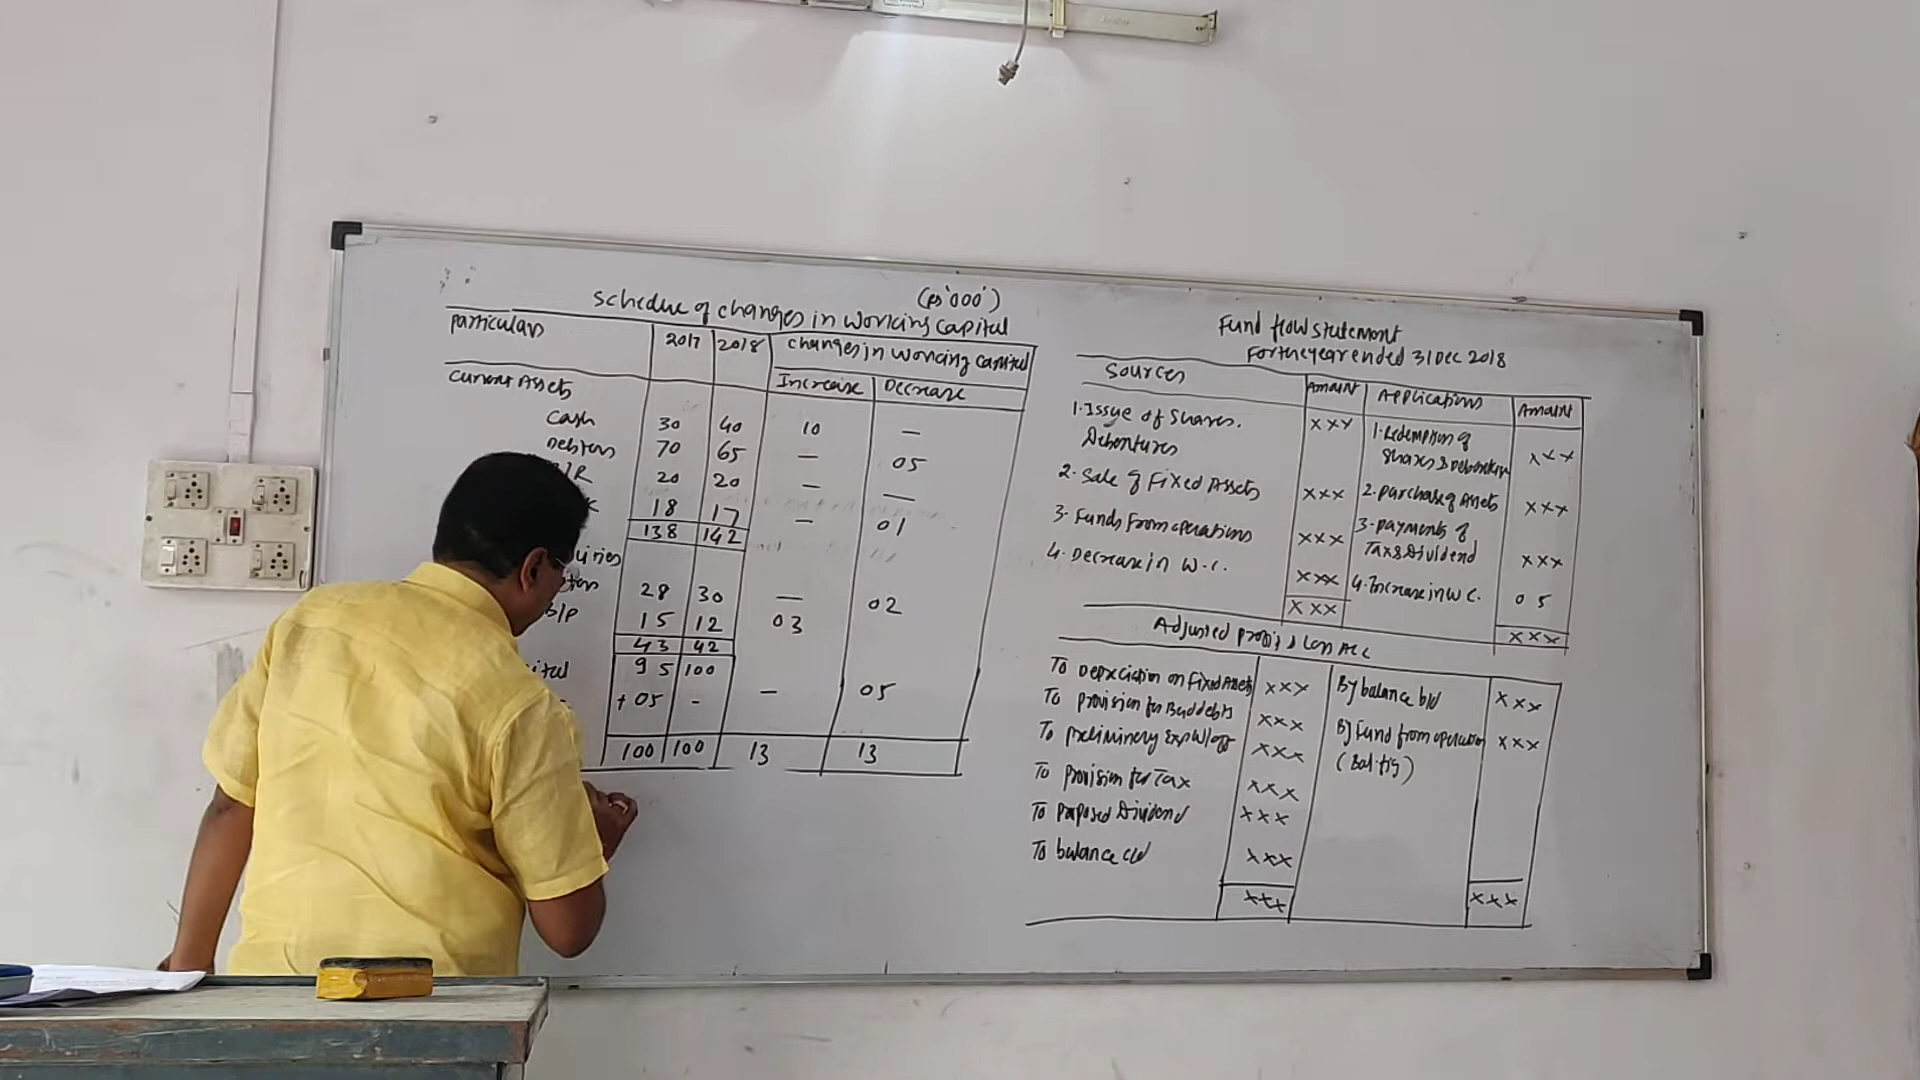 (Rs '000')
Schedue of changes in Working Capital
Particulars 2017 2018 Changes in Working Capital
Increase Decrease
Current Assets
Cash 30 40 10 —
Debtors 70 65 — 05
B/R 20 20 — —
18 17 — 01
138 142
28 30 — 02
B/P 15 12 03
43 42
95 100
+ 05 - — 05
100 100 13 13
Fund flow statement
For the year ended 31 Dec 2018
Sources Amount Applications Amount
1. Issue of Shares. xxx 1. Redemption of
Debentures Shares & Debenture xxx
2. Sale of Fixed Assets xxx 2. Purchase of Assets xxx
3. Funds From operations xxx 3. Payments of
Tax & Dividend xxx
4. Decrease in W.C. xxx 4. Increase in W C. 0 5
xxx xxx
Adjusted Profit & Loss A/c
To Depreciation on Fixed Assets xxx By balance b/d xxx
To provision for Bad debts xxx By Fund from operation xxx
To preliminery Exp w/off xxx (Bal. fig)
To provision for Tax xxx
To proposed Dividend xxx
To balance c/d xxx
xxx xxx